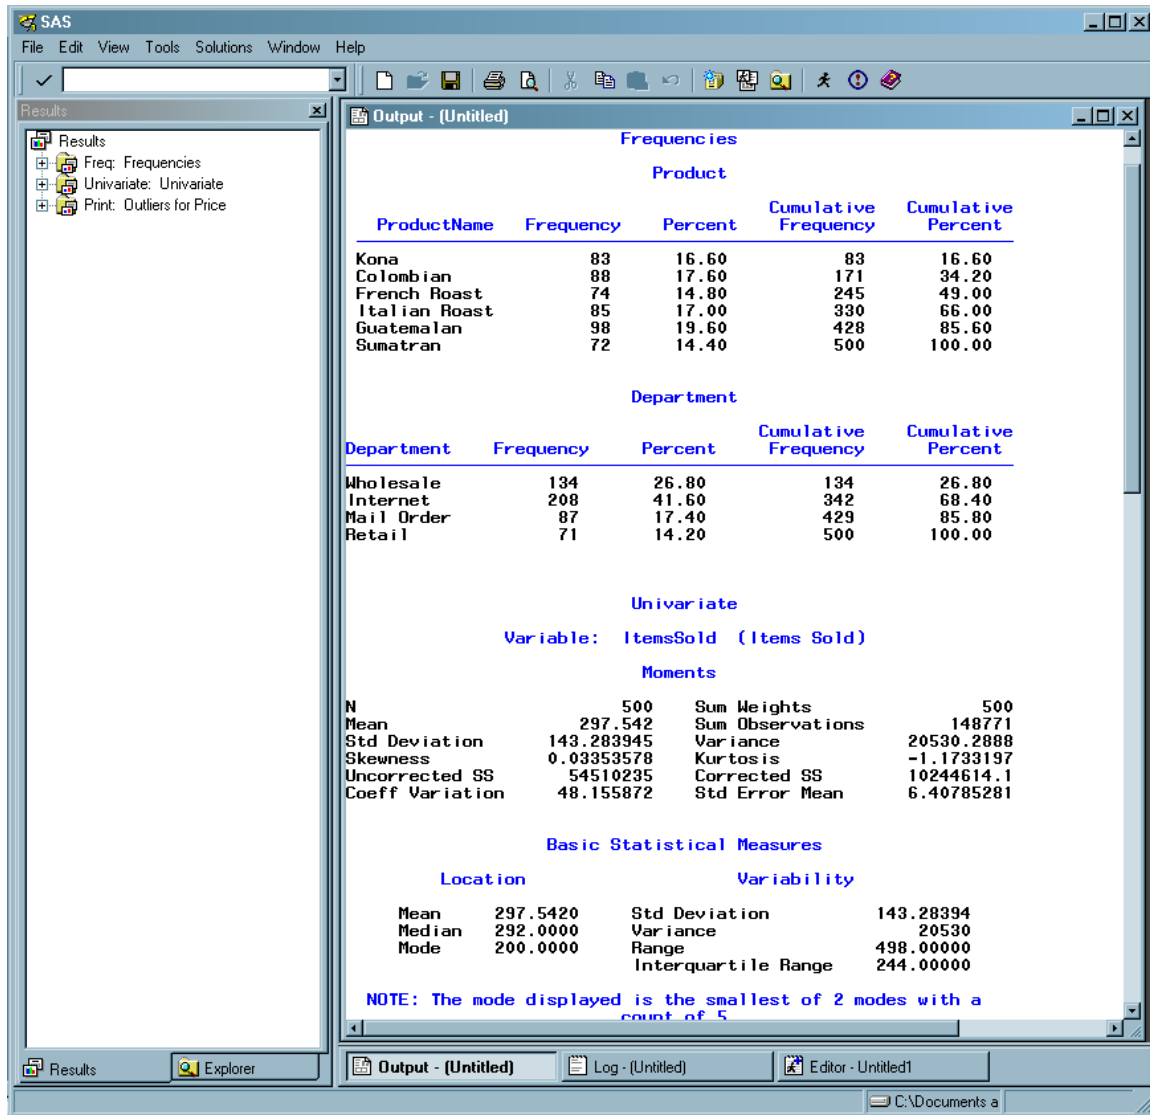 SAS
File Edit View Tools Solutions Window Help
Results
Results
Freq: Frequencies
Univariate: Univariate
Print: Outliers for Price
Output - (Untitled)
Frequencies
Product
Cumulative Cumulative
ProductName Frequency Percent Frequency Percent
Kona 83 16.60 83 16.60
Colombian 88 17.60 171 34.20
French Roast 74 14.80 245 49.00
Italian Roast 85 17.00 330 66.00
Guatemalan 98 19.60 428 85.60
Sumatran 72 14.40 500 100.00
Department
Cumulative Cumulative
Department Frequency Percent Frequency Percent
Wholesale 134 26.80 134 26.80
Internet 208 41.60 342 68.40
Mail Order 87 17.40 429 85.80
Retail 71 14.20 500 100.00
Univariate
Variable: ItemsSold (Items Sold)
Moments
N 500 Sum Weights 500
Mean 297.542 Sum Observations 148771
Std Deviation 143.283945 Variance 20530.2888
Skewness 0.03353578 Kurtosis -1.1733197
Uncorrected SS 54510235 Corrected SS 10244614.1
Coeff Variation 48.155872 Std Error Mean 6.40785281
Basic Statistical Measures
Location Variability
Mean 297.5420 Std Deviation 143.28394
Median 292.0000 Variance 20530
Mode 200.0000 Range 498.00000
Interquartile Range 244.00000
NOTE: The mode displayed is the smallest of 2 modes with a
count of 5
Results Explorer
Output - (Untitled) Log - (Untitled) Editor - Untitled1
C:\Documents a